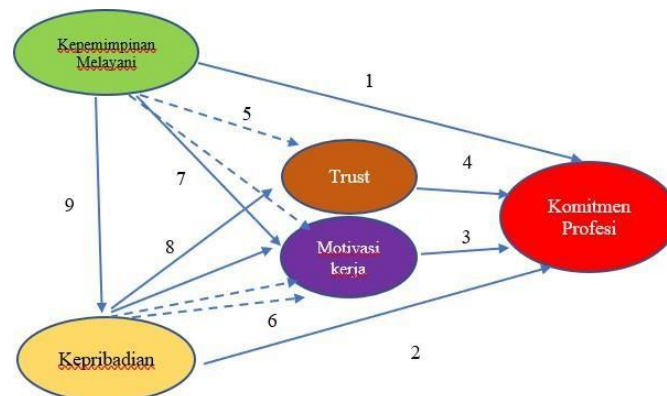 Kepemimpinan
Melayani
1
5
Trust
4
7
9
Komitmen
Profesi
8
Motivasi
kerja
3
6
Kepribadian
2